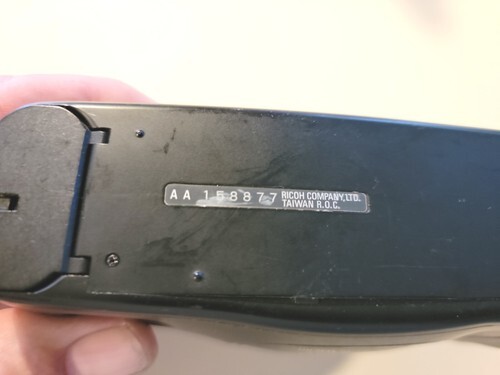 AA 158877 RICOH COMPANY,LTD.
TAIWAN R.O.C.